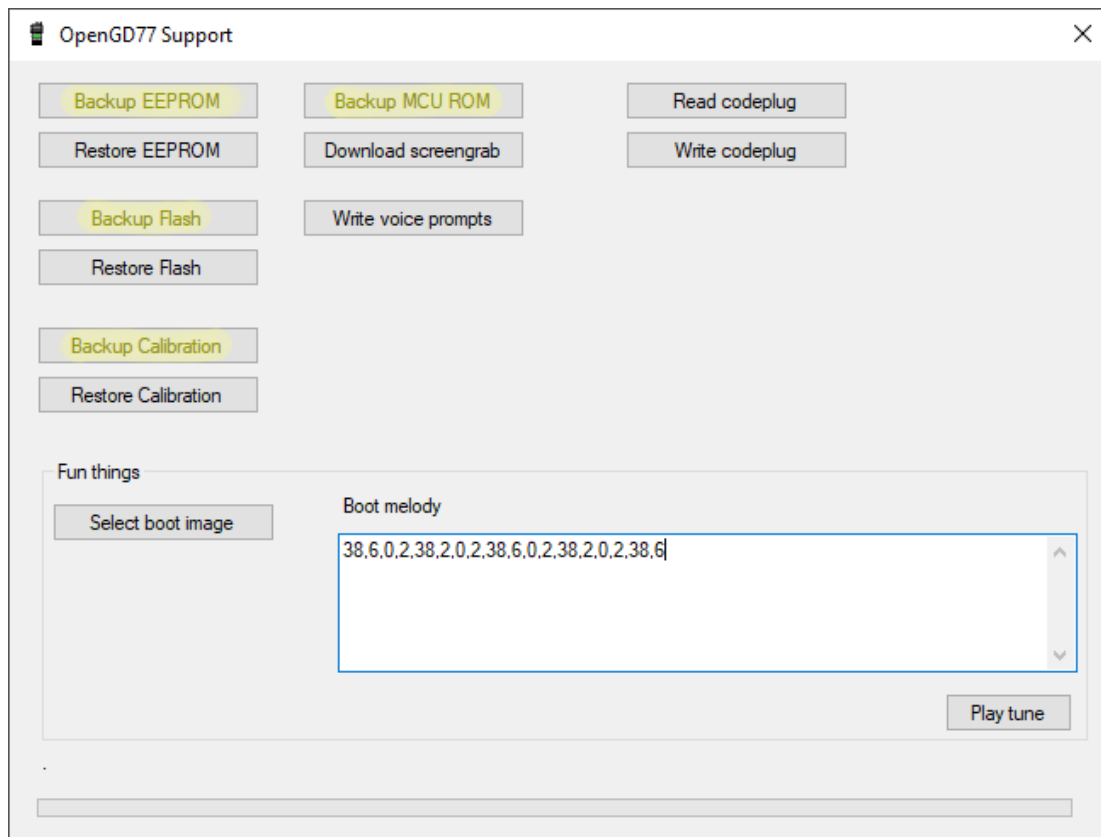 OpenGD77 Support
Backup EEPROM
Backup MCU ROM
Read codeplug
Restore EEPROM
Download screengrab
Write codeplug
Backup Flash
Write voice prompts
Restore Flash
Backup Calibration
Restore Calibration
Fun things
Select boot image
Boot melody
38,6,0,2,38,2,0,2,38,6,0,2,38,2,0,2,38,6
Play tune
.